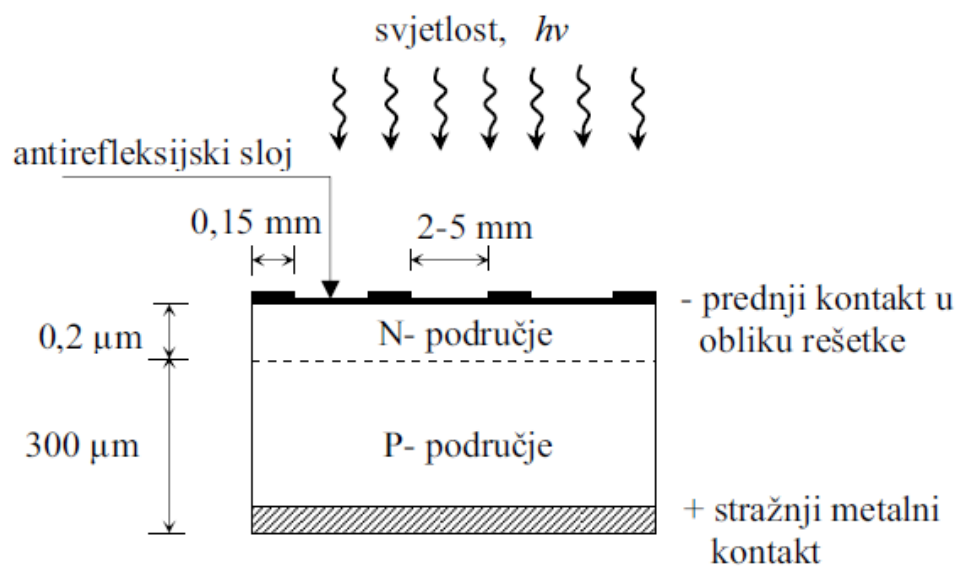 svjetlost, hν
antirefleksijski sloj
0,15 mm
2-5 mm
0,2 µm
N- područje
- prednji kontakt u
obliku rešetke
300 µm
P- područje
+ stražnji metalni
kontakt